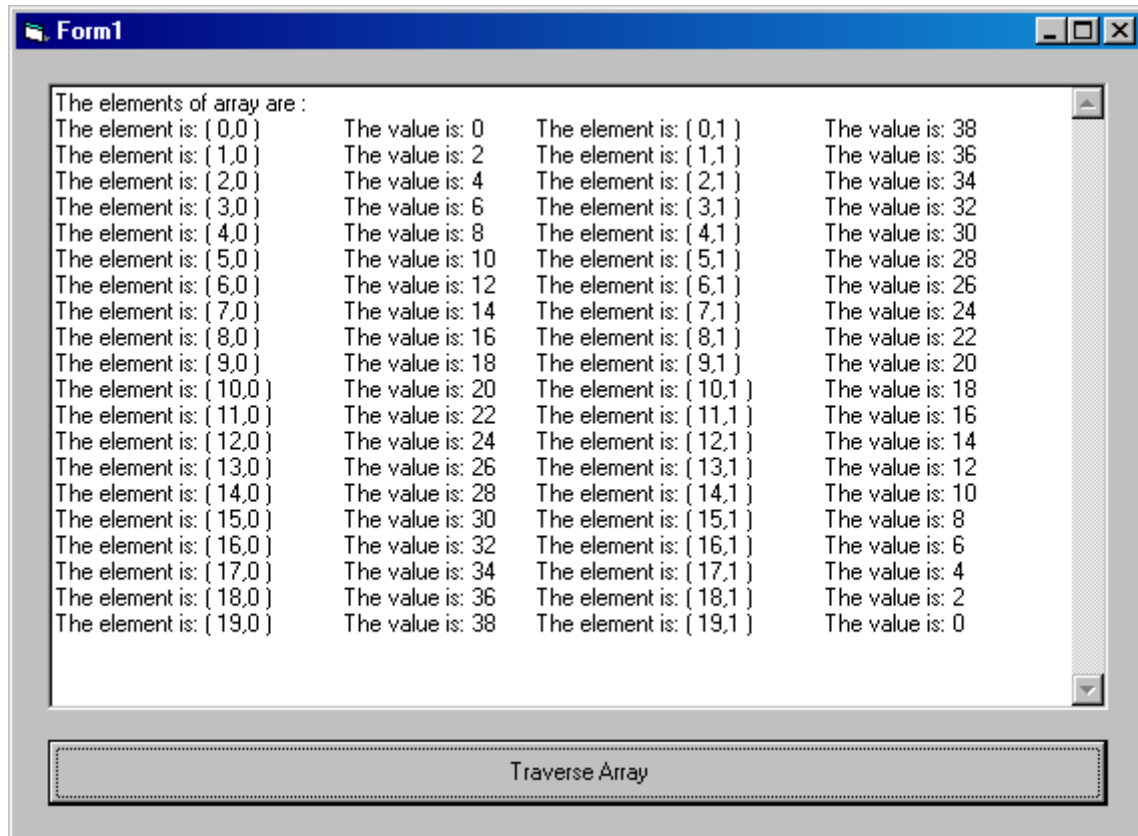 Form1
The elements of array are :
The element is: ( 0,0 ) The value is: 0 The element is: ( 0,1 ) The value is: 38
The element is: ( 1,0 ) The value is: 2 The element is: ( 1,1 ) The value is: 36
The element is: ( 2,0 ) The value is: 4 The element is: ( 2,1 ) The value is: 34
The element is: ( 3,0 ) The value is: 6 The element is: ( 3,1 ) The value is: 32
The element is: ( 4,0 ) The value is: 8 The element is: ( 4,1 ) The value is: 30
The element is: ( 5,0 ) The value is: 10 The element is: ( 5,1 ) The value is: 28
The element is: ( 6,0 ) The value is: 12 The element is: ( 6,1 ) The value is: 26
The element is: ( 7,0 ) The value is: 14 The element is: ( 7,1 ) The value is: 24
The element is: ( 8,0 ) The value is: 16 The element is: ( 8,1 ) The value is: 22
The element is: ( 9,0 ) The value is: 18 The element is: ( 9,1 ) The value is: 20
The element is: ( 10,0 ) The value is: 20 The element is: ( 10,1 ) The value is: 18
The element is: ( 11,0 ) The value is: 22 The element is: ( 11,1 ) The value is: 16
The element is: ( 12,0 ) The value is: 24 The element is: ( 12,1 ) The value is: 14
The element is: ( 13,0 ) The value is: 26 The element is: ( 13,1 ) The value is: 12
The element is: ( 14,0 ) The value is: 28 The element is: ( 14,1 ) The value is: 10
The element is: ( 15,0 ) The value is: 30 The element is: ( 15,1 ) The value is: 8
The element is: ( 16,0 ) The value is: 32 The element is: ( 16,1 ) The value is: 6
The element is: ( 17,0 ) The value is: 34 The element is: ( 17,1 ) The value is: 4
The element is: ( 18,0 ) The value is: 36 The element is: ( 18,1 ) The value is: 2
The element is: ( 19,0 ) The value is: 38 The element is: ( 19,1 ) The value is: 0
Traverse Array